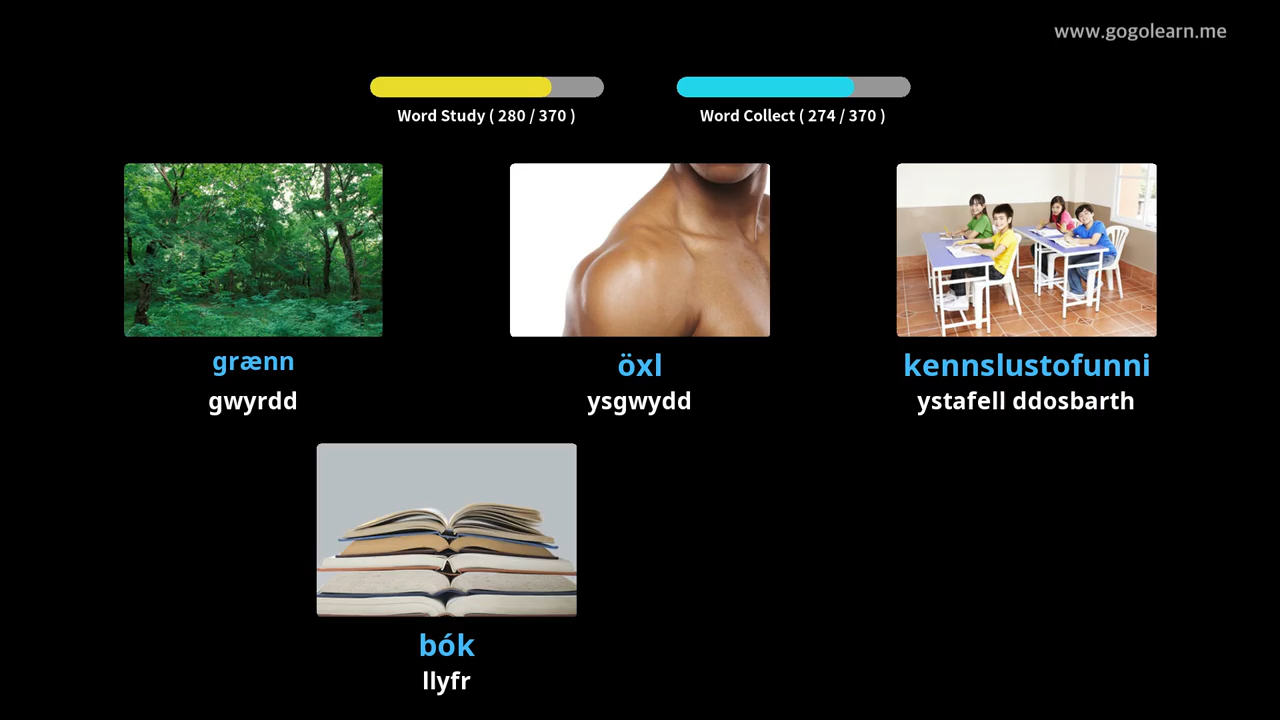 www.gogolearn.me
Word Study ( 280 / 370 )
Word Collect ( 274 / 370 )
grænn
gwyrdd
öxl
ysgwydd
kennslustofunni
ystafell ddosbarth
bók
llyfr